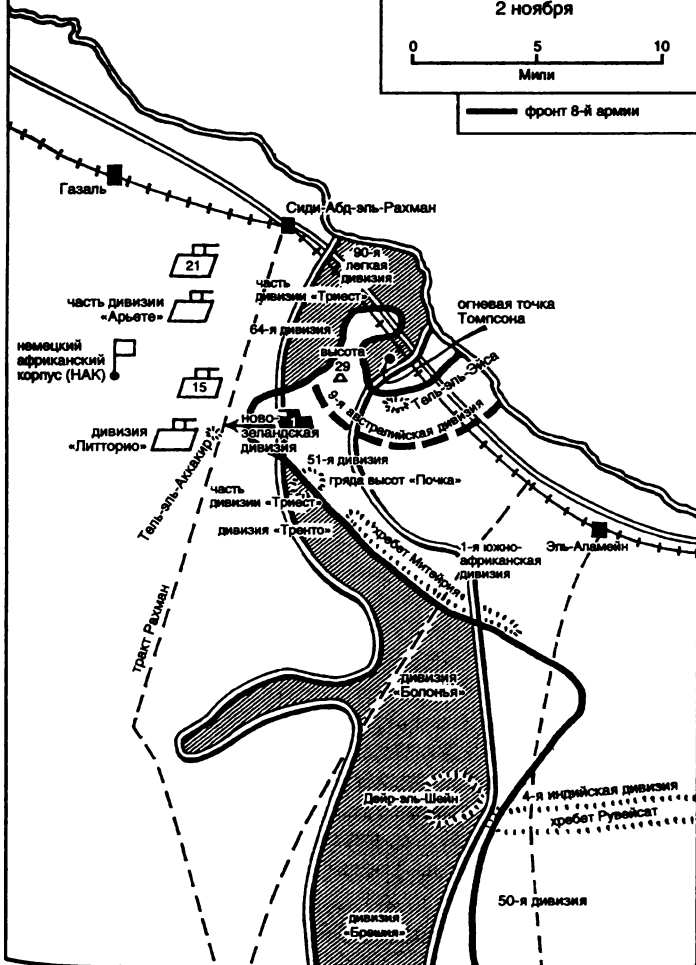 2 ноября
0 5 10
Мили
фронт 8-й армии
Газаль
Сиди-Абд-эль-Рахман
21
90-я
легкая
дивизия
часть
дивизии «Триест»
часть дивизии
«Арьете»
огневая точка
Томпсона
64-я дивизия
немецкий
африканский
корпус (НАК)
высота
29
15
Тель-эль-Эйса
9-я австралийская дивизия
ново-
зеландская
дивизия
дивизия
«Литторио»
Тель-эль-Аккакир
51-я дивизия
гряда высот «Почка»
часть
дивизии «Триест»
дивизия «Тренто»
хребет Митейрия
1-я южно-
африканская
дивизия
Эль-Аламейн
тракт Рахман
дивизия
«Болонья»
Дейр-эль-Шейн
4-я индийская дивизия
хребет Рувейсат
50-я дивизия
дивизия
«Брешия»